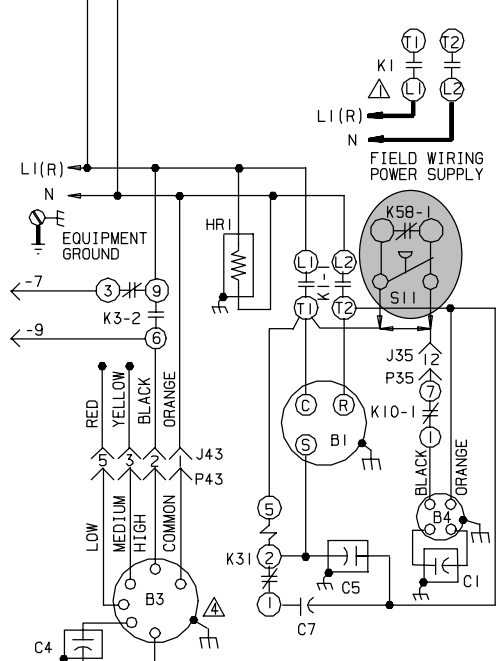 T1 T2
K1
1
L1 L2
L1(R)
N
FIELD WIRING
POWER SUPPLY
L1(R)
N
K58-1
HR1
EQUIPMENT
GROUND
S11
L1 L2
K1-1
-7
3 9
K3-2
T1 T2
-9
6
J35
12
P35
7
K10-1
1
RED
YELLOW
BLACK
ORANGE
C R
S
B1
5 3 2 1
J43
P43
BLACK
ORANGE
LOW
MEDIUM
HIGH
COMMON
5
B4
K31
2
C5
C1
1
C7
B3
4
C4